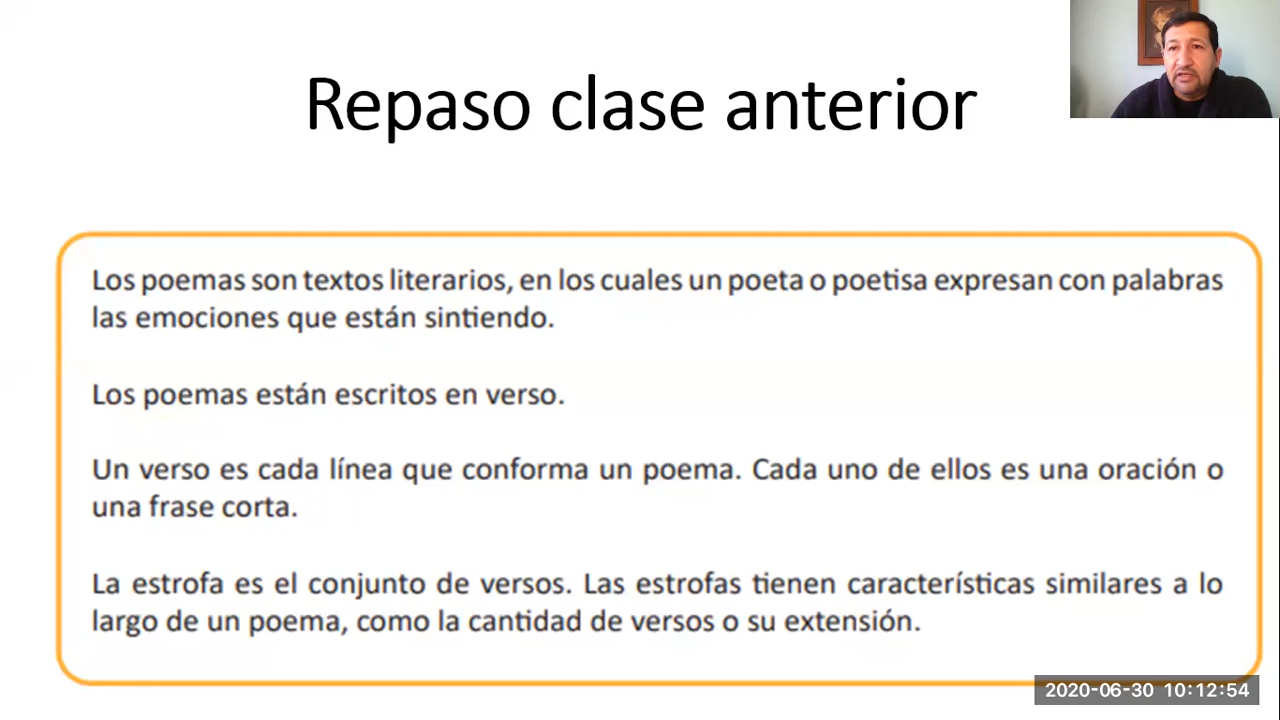 Repaso clase anterior
Los poemas son textos literarios, en los cuales un poeta o poetisa expresan con palabras
las emociones que están sintiendo.
Los poemas están escritos en verso.
Un verso es cada línea que conforma un poema. Cada uno de ellos es una oración o
una frase corta.
La estrofa es el conjunto de versos. Las estrofas tienen características similares a lo
largo de un poema, como la cantidad de versos o su extensión.
2020-06-30 10:12:54